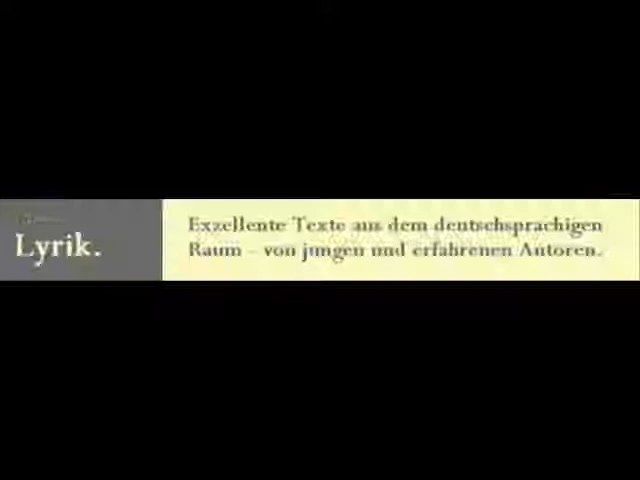 Lyrik.
Exzellente Texte aus dem deutschsprachigen
Raum – von jungen und erfahrenen Autoren.